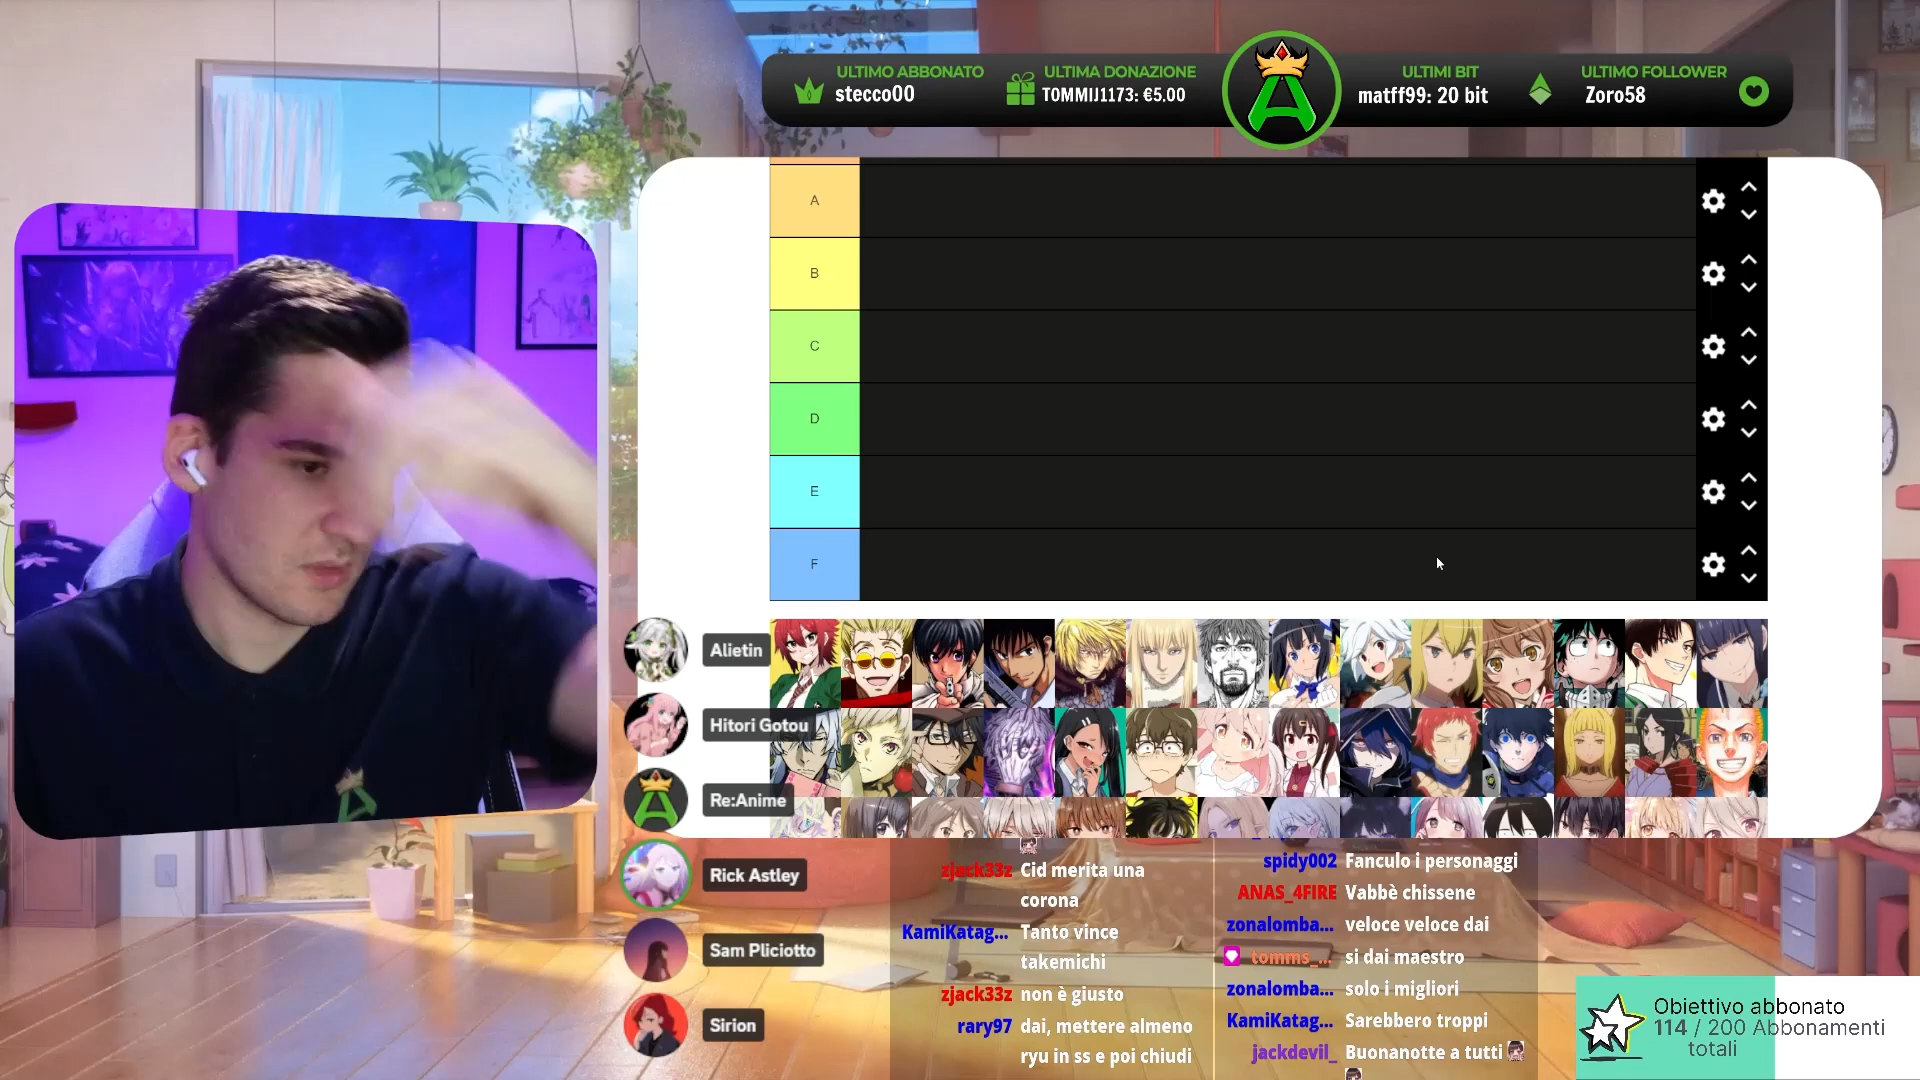 ULTIMO ABBONATO
stecco00
ULTIMA DONAZIONE
TOMMIJ1173: €5.00
A
ULTIMI BIT
matff99: 20 bit
ULTIMO FOLLOWER
Zoro58
A
B
C
D
E
F
Alietin
Hitori Gotou
Re:Anime
Rick Astley
Sam Pliciotto
Sirion
zjack33z Cid merita una
corona
KamiKatag... Tanto vince
takemichi
zjack33z non è giusto
rary97 dai, mettere almeno
ryu in ss e poi chiudi
spidy002 Fanculo i personaggi
ANAS_4FIRE Vabbè chissene
zonalomba... veloce veloce dai
tomms_... si dai maestro
zonalomba... solo i migliori
KamiKatag... Sarebbero troppi
jackdevil_ Buonanotte a tutti
Obiettivo abbonato
114 / 200 Abbonamenti
totali